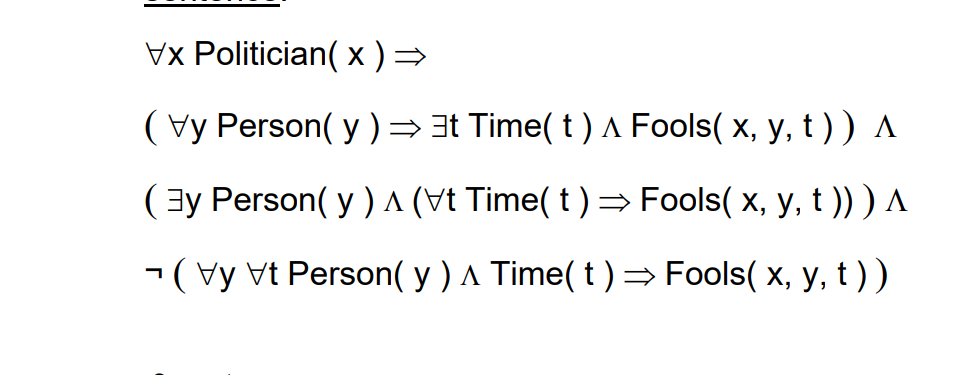 ∀x Politician( x ) ⇒
( ∀y Person( y ) ⇒ ∃t Time( t ) ∧ Fools( x, y, t ) ) ∧
( ∃y Person( y ) ∧ (∀t Time( t ) ⇒ Fools( x, y, t )) ) ∧
¬ ( ∀y ∀t Person( y ) ∧ Time( t ) ⇒ Fools( x, y, t ) )